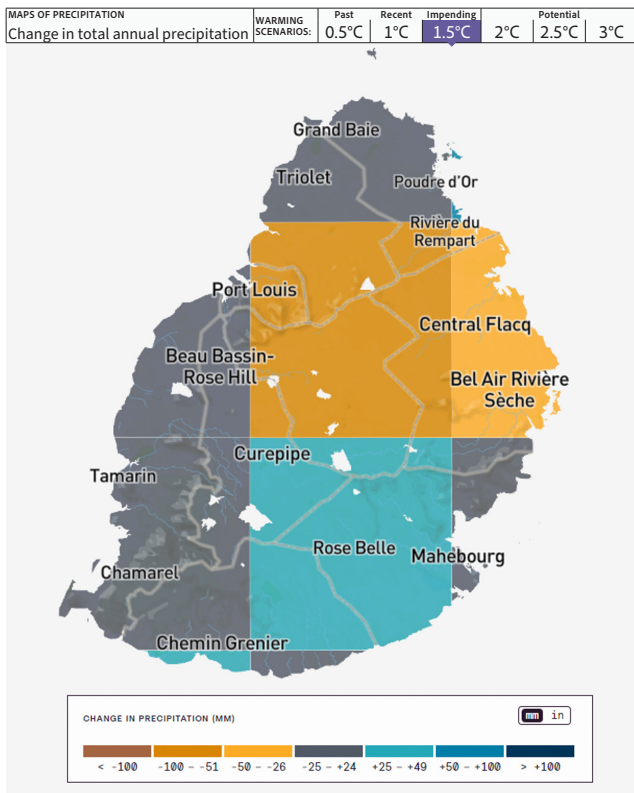 MAPS OF PRECIPITATION
Change in total annual precipitation
WARMING
SCENARIOS:
Past Recent Impending Potential
0.5°C 1°C 1.5°C 2°C 2.5°C 3°C
Grand Baie
Triolet
Poudre d'Or
Rivière du
Rempart
Port Louis
Central Flacq
Beau Bassin-
Rose Hill
Bel Air Rivière
Sèche
Curepipe
Tamarin
Rose Belle
Mahebourg
Chamarel
Chemin Grenier
CHANGE IN PRECIPITATION (MM)
mm in
< -100 -100 – -51 -50 – -26 -25 – +24 +25 – +49 +50 – +100 > +100